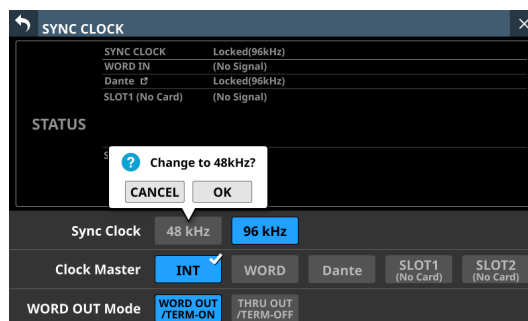 SYNC CLOCK
SYNC CLOCK Locked(96kHz)
WORD IN (No Signal)
Dante Locked(96kHz)
SLOT1 (No Card) (No Signal)
STATUS
S
Change to 48kHz?
CANCEL OK
Sync Clock 48 kHz 96 kHz
Clock Master INT WORD Dante SLOT1 (No Card) SLOT2 (No Card)
WORD OUT Mode WORD OUT /TERM-ON THRU OUT /TERM-OFF